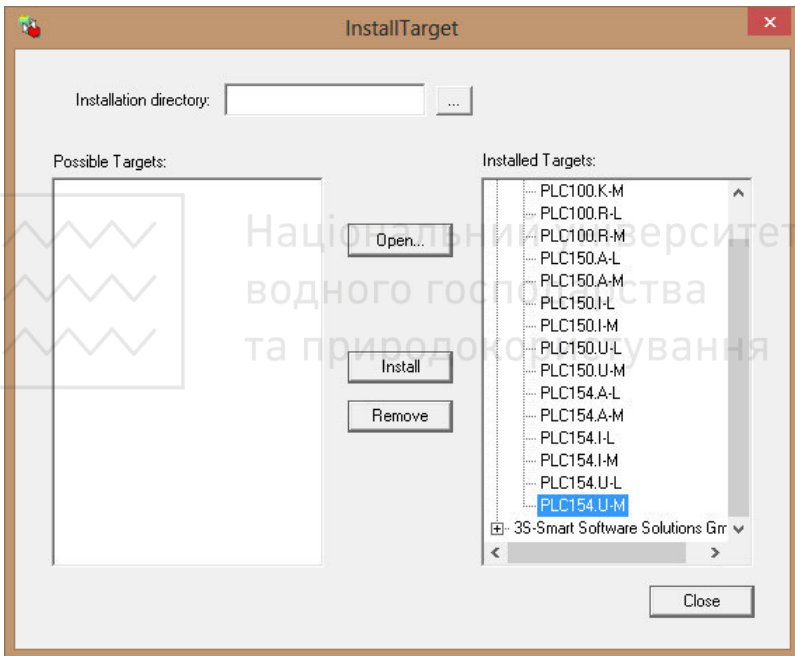 InstallTarget
Installation directory:
...
Possible Targets:
Installed Targets:
Open...
Install
Remove
PLC100.K-M
PLC100.R-L
PLC100.R-M
PLC150.A-L
PLC150.A-M
PLC150.I-L
PLC150.I-M
PLC150.U-L
PLC150.U-M
PLC154.A-L
PLC154.A-M
PLC154.I-L
PLC154.I-M
PLC154.U-L
PLC154.U-M
3S-Smart Software Solutions Gm
Close
Національний університет
водного господарства
та природокористування